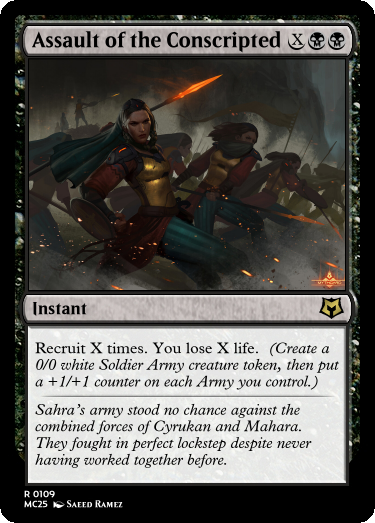 Assault of the Conscripted X
Instant
Recruit X times. You lose X life. (Create a
0/0 white Soldier Army creature token, then put
a +1/+1 counter on each Army you control.)
Sahra's army stood no chance against the
combined forces of Cyrukan and Mahara.
They fought in perfect lockstep despite never
having worked together before.
R 0109
MC25 Saeed Ramez